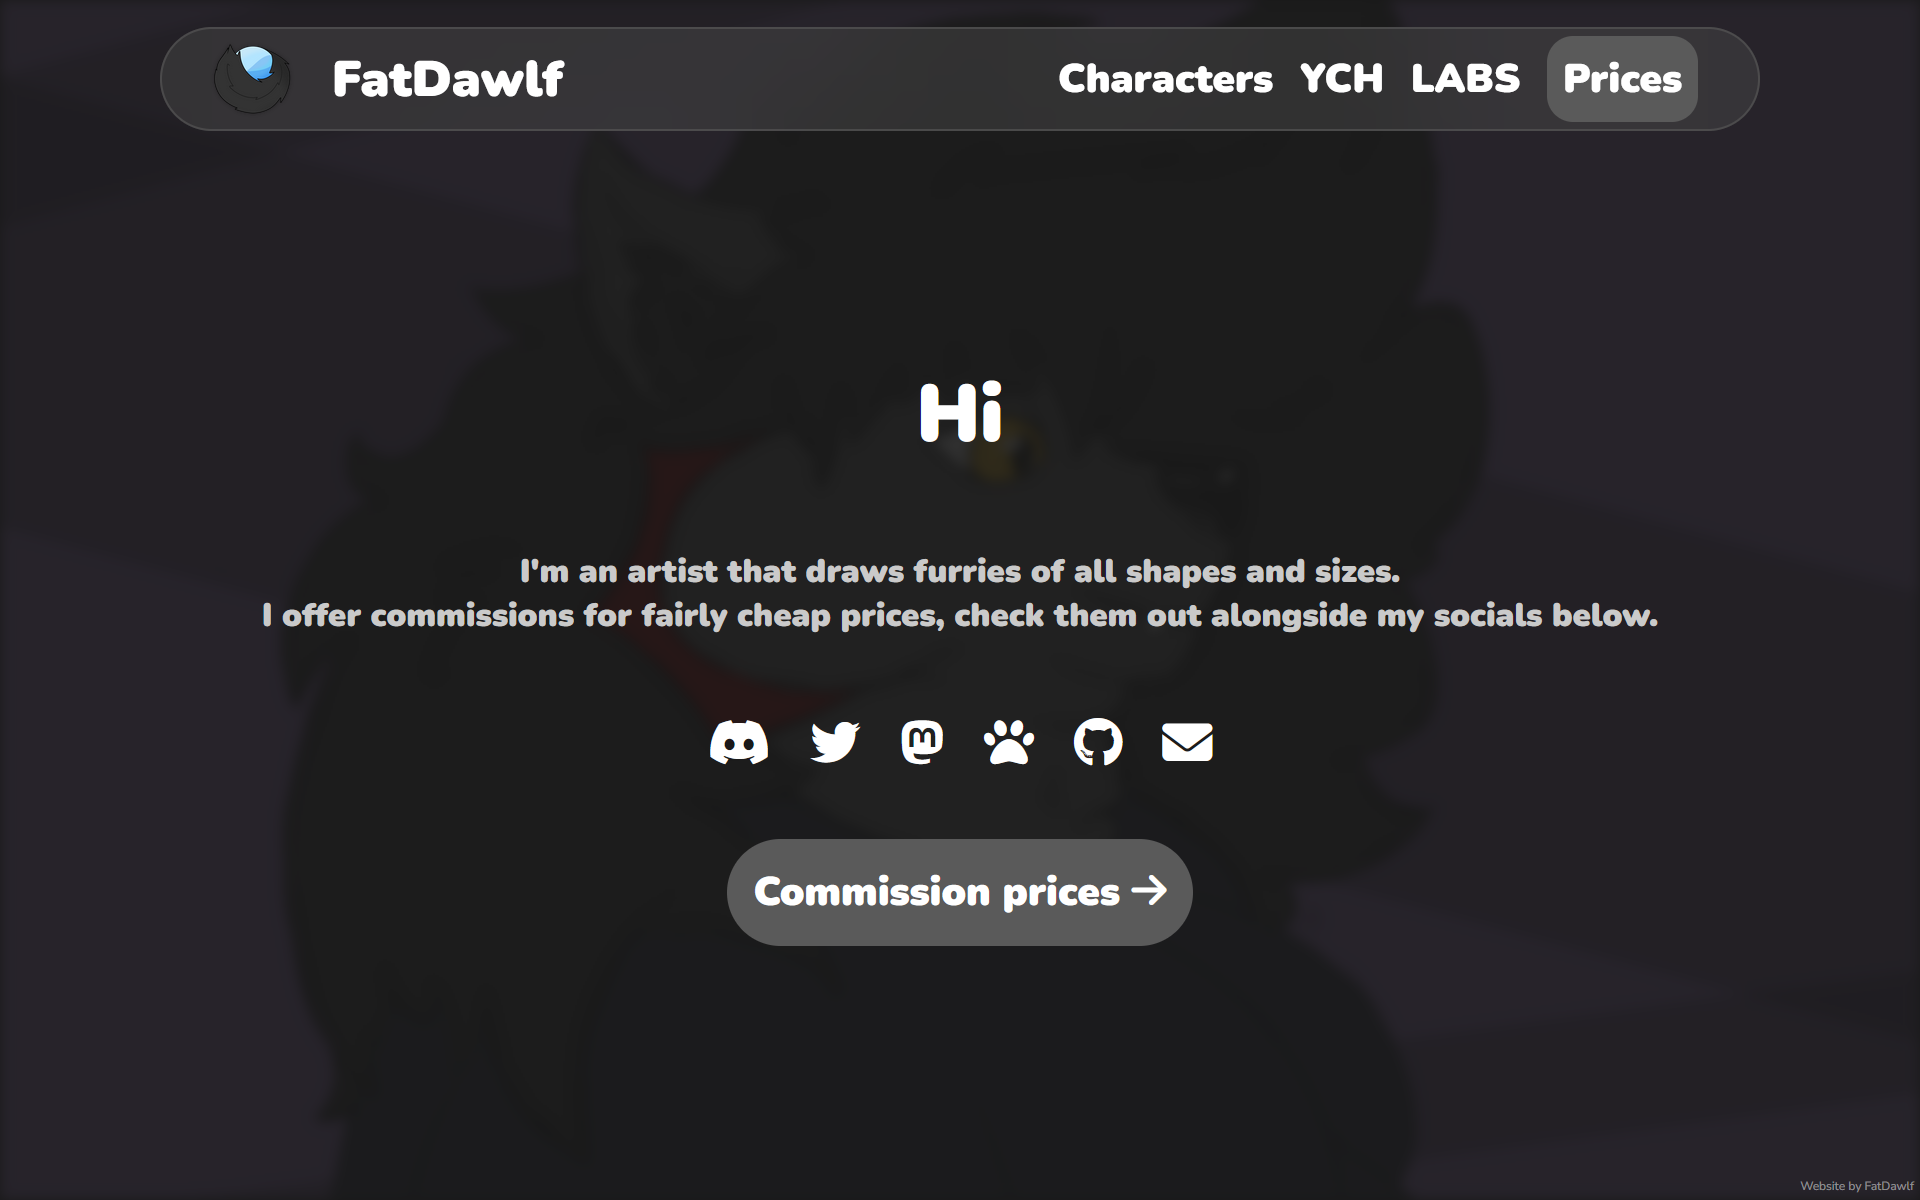 FatDawlf
Characters YCH LABS Prices
Hi
I'm an artist that draws furries of all shapes and sizes.
I offer commissions for fairly cheap prices, check them out alongside my socials below.
Commission prices →
Website by FatDawlf